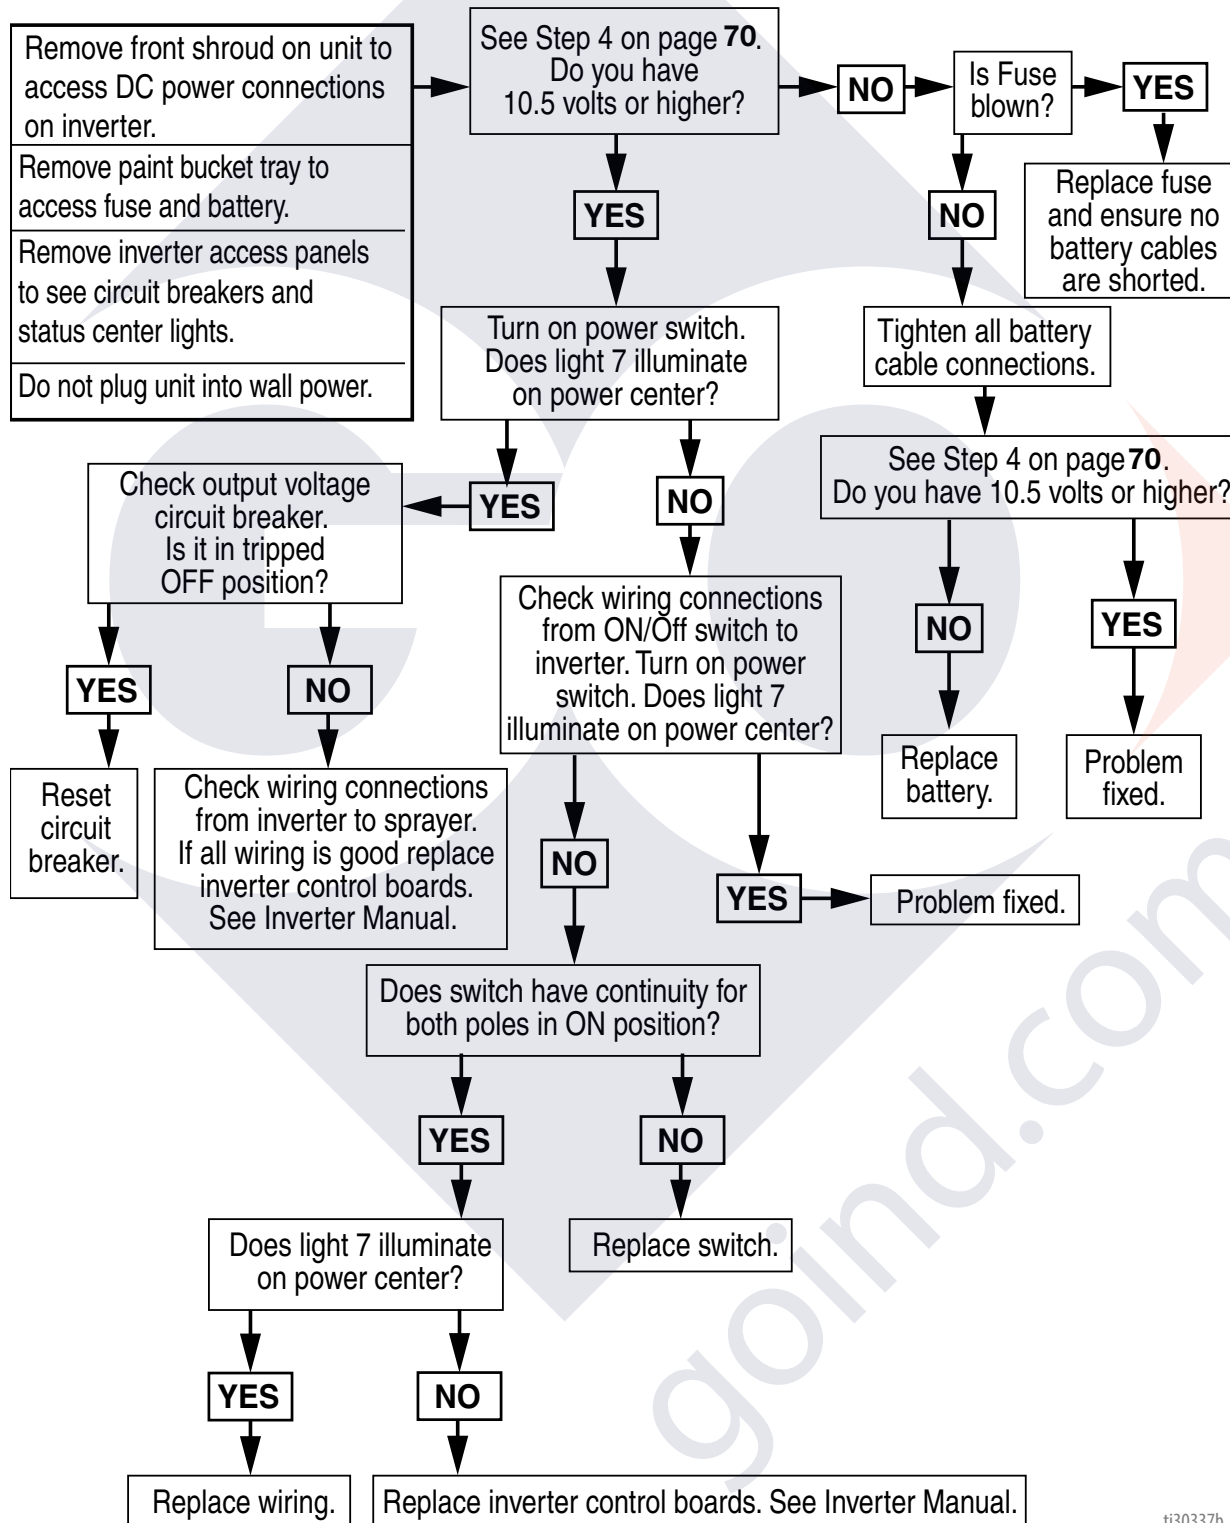 Remove front shroud on unit to
access DC power connections
on inverter.
Remove paint bucket tray to
access fuse and battery.
Remove inverter access panels
to see circuit breakers and
status center lights.
Do not plug unit into wall power.
See Step 4 on page 70.
Do you have
10.5 volts or higher?
NO
Is Fuse
blown?
YES
Replace fuse
and ensure no
battery cables
are shorted.
YES
NO
Turn on power switch.
Does light 7 illuminate
on power center?
Tighten all battery
cable connections.
Check output voltage
circuit breaker.
Is it in tripped
OFF position?
YES
NO
See Step 4 on page 70.
Do you have 10.5 volts or higher?
Check wiring connections
from ON/Off switch to
inverter. Turn on power
switch. Does light 7
illuminate on power center?
NO
YES
YES
NO
Replace
battery.
Problem
fixed.
Reset
circuit
breaker.
Check wiring connections
from inverter to sprayer.
If all wiring is good replace
inverter control boards.
See Inverter Manual.
NO
YES
Problem fixed.
Does switch have continuity for
both poles in ON position?
YES
NO
Does light 7 illuminate
on power center?
Replace switch.
YES
NO
Replace wiring.
Replace inverter control boards. See Inverter Manual.
ti30337b
goind.com